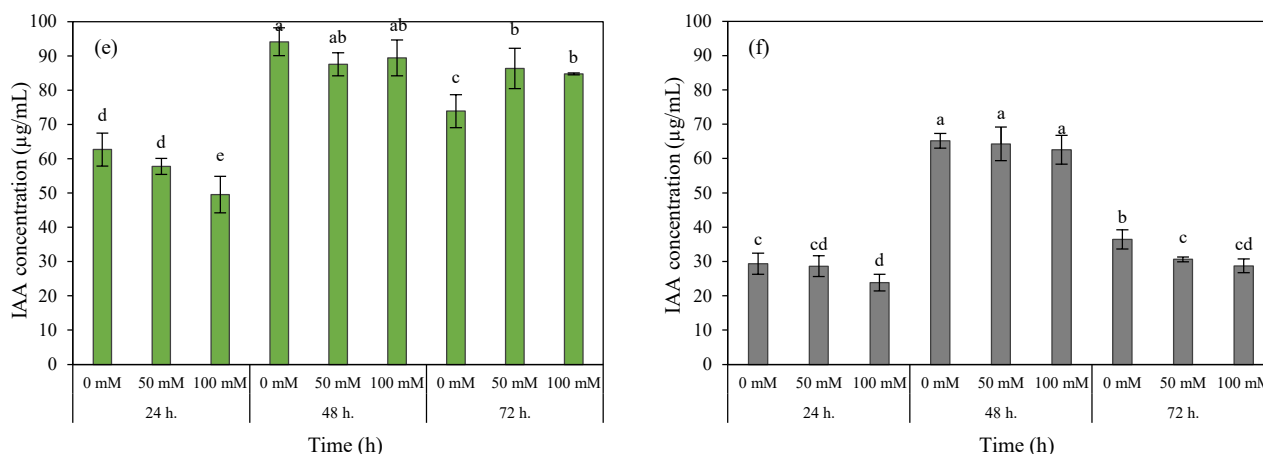 (e)
IAA concentration (µg/mL)
100
90
80
70
60
50
40
30
20
10
0
d
d
e
a
ab
ab
c
b
b
0 mM 50 mM 100 mM 0 mM 50 mM 100 mM 0 mM 50 mM 100 mM
24 h. 48 h. 72 h.
Time (h)
(f)
IAA concentration (µg/mL)
100
90
80
70
60
50
40
30
20
10
0
c
cd
d
a
a
a
b
c
cd
0 mM 50 mM 100 mM 0 mM 50 mM 100 mM 0 mM 50 mM 100 mM
24 h. 48 h. 72 h.
Time (h)